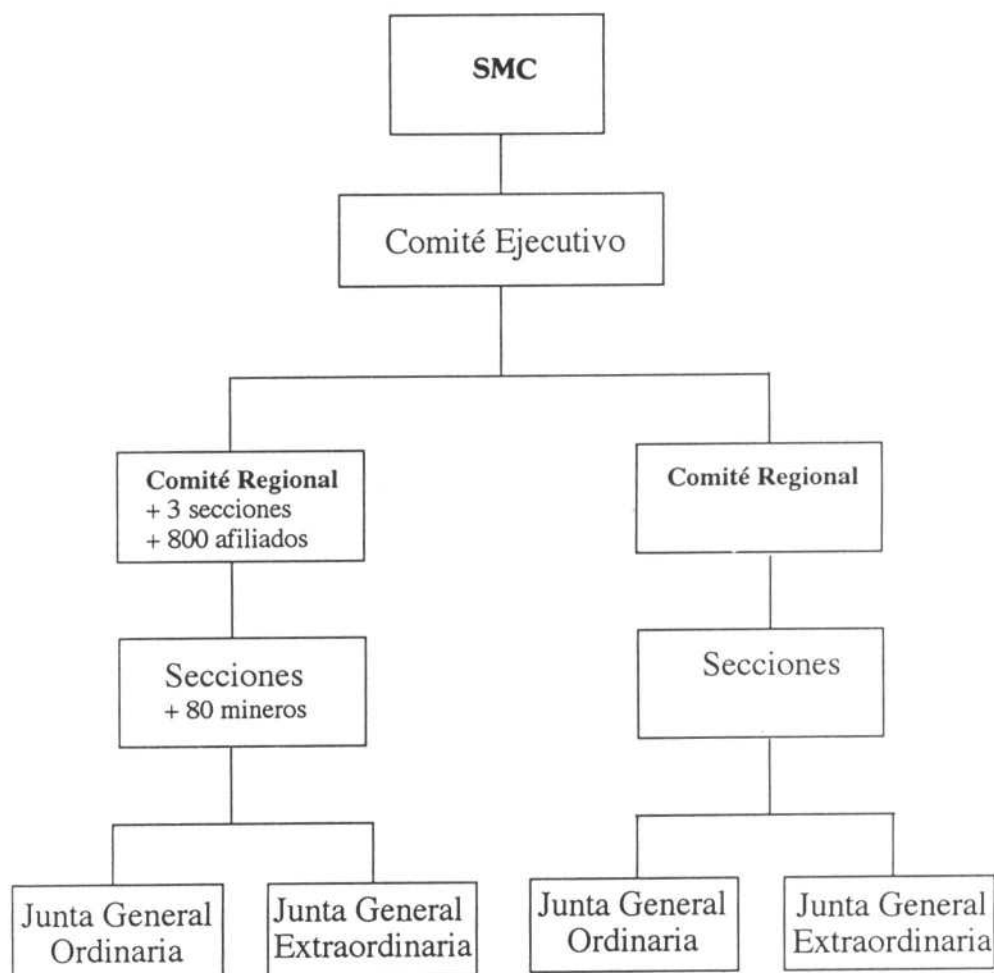 SMC
Comité Ejecutivo
Comité Regional
+ 3 secciones
+ 800 afiliados
Comité Regional
Secciones
+ 80 mineros
Secciones
Junta General
Ordinaria
Junta General
Extraordinaria
Junta General
Ordinaria
Junta General
Extraordinaria